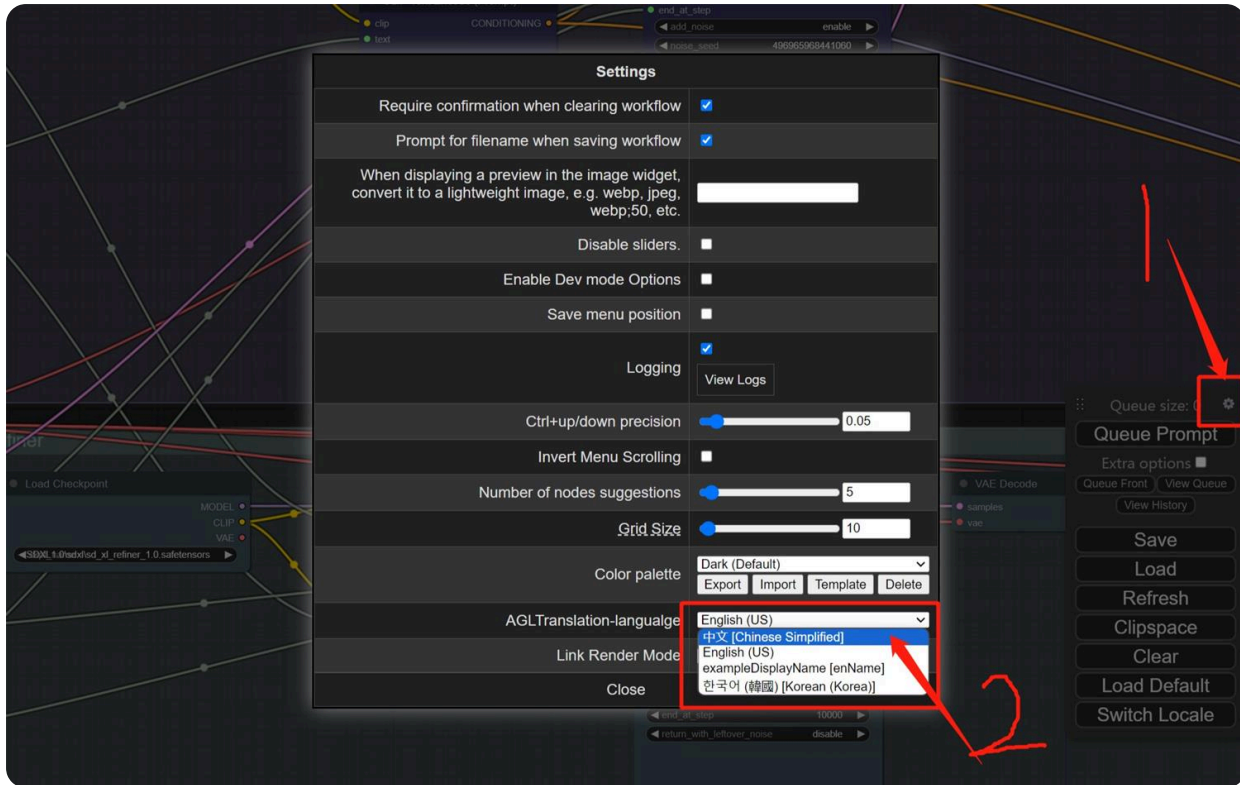 end_at_step
clip CONDITIONING
add_noise enable
text
noise_seed 496965968441060
Settings
Require confirmation when clearing workflow
Prompt for filename when saving workflow
When displaying a preview in the image widget,
convert it to a lightweight image, e.g. webp, jpeg,
webp;50, etc.
Disable sliders.
Enable Dev mode Options
Save menu position
Logging
View Logs
Ctrl+up/down precision 0.05
Invert Menu Scrolling
Number of nodes suggestions 5
Grid Size 10
Color palette Dark (Default)
Export Import Template Delete
AGLTranslation-langualge English (US)
中文 [Chinese Simplified]
English (US)
exampleDisplayName [enName]
한국어 (韓國) [Korean (Korea)]
Link Render Mode
Close
end_at_step 10000
return_with_leftover_noise disable
finer
Load Checkpoint
MODEL
CLIP
VAE
VAE Decode
samples
vae
1
2
Queue size:
Queue Prompt
Extra options
Queue Front View Queue
View History
Save
Load
Refresh
Clipspace
Clear
Load Default
Switch Locale